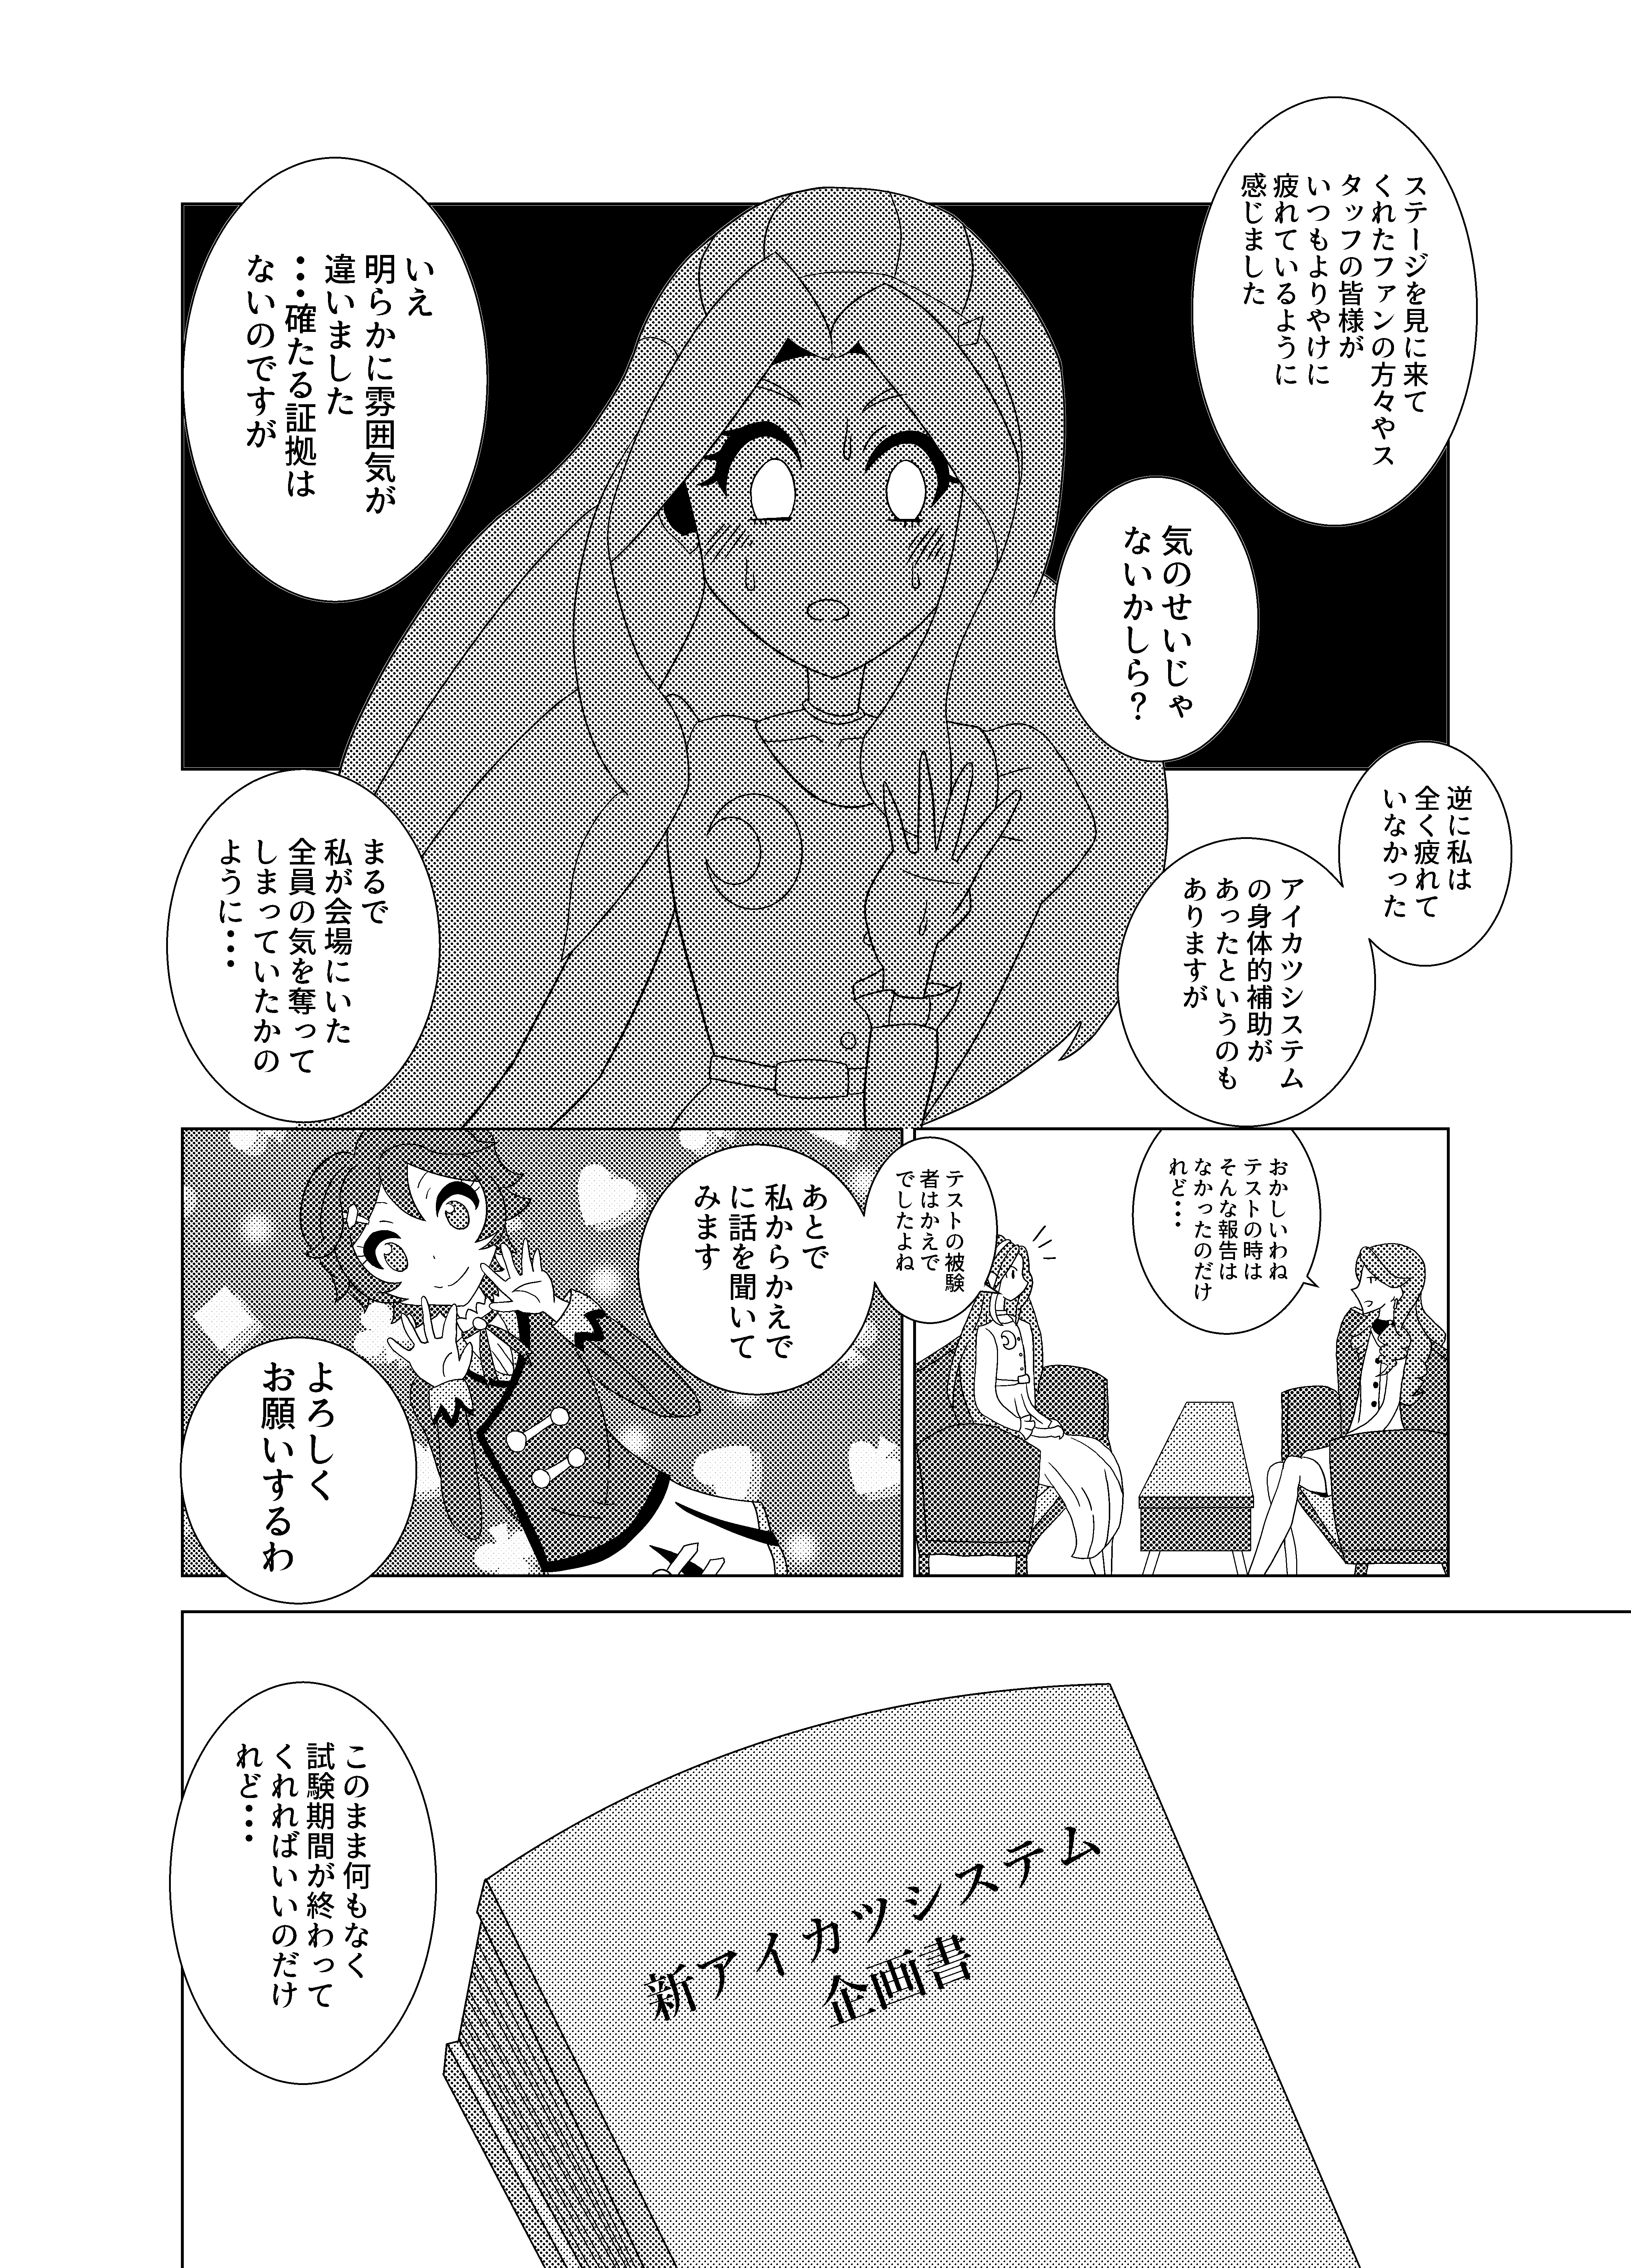 ステージを見に来て
くれたファンの方々やス
タッフの皆様が
いつもよりやけに
疲れているように
感じました
気のせいじゃ
ないかしら？
いえ
明らかに雰囲気が
違いました
・・・確たる証拠は
ないのですが
逆に私は
全く疲れて
いなかった
アイカツシステム
の身体的補助が
あったというのも
ありますが
まるで
私が会場にいた
全員の気を奪って
しまっていたかの
ように・・・
おかしいわね
テストの時は
そんな報告は
なかったのだけ
れど・・・
テストの被験
者はかえで
でしたよね
あとで
私からかえで
に話を聞いて
みます
よろしく
お願いするわ
新アイカツシステム
企画書
このまま何もなく
試験期間が終わって
くれればいいのだけ
れど・・・